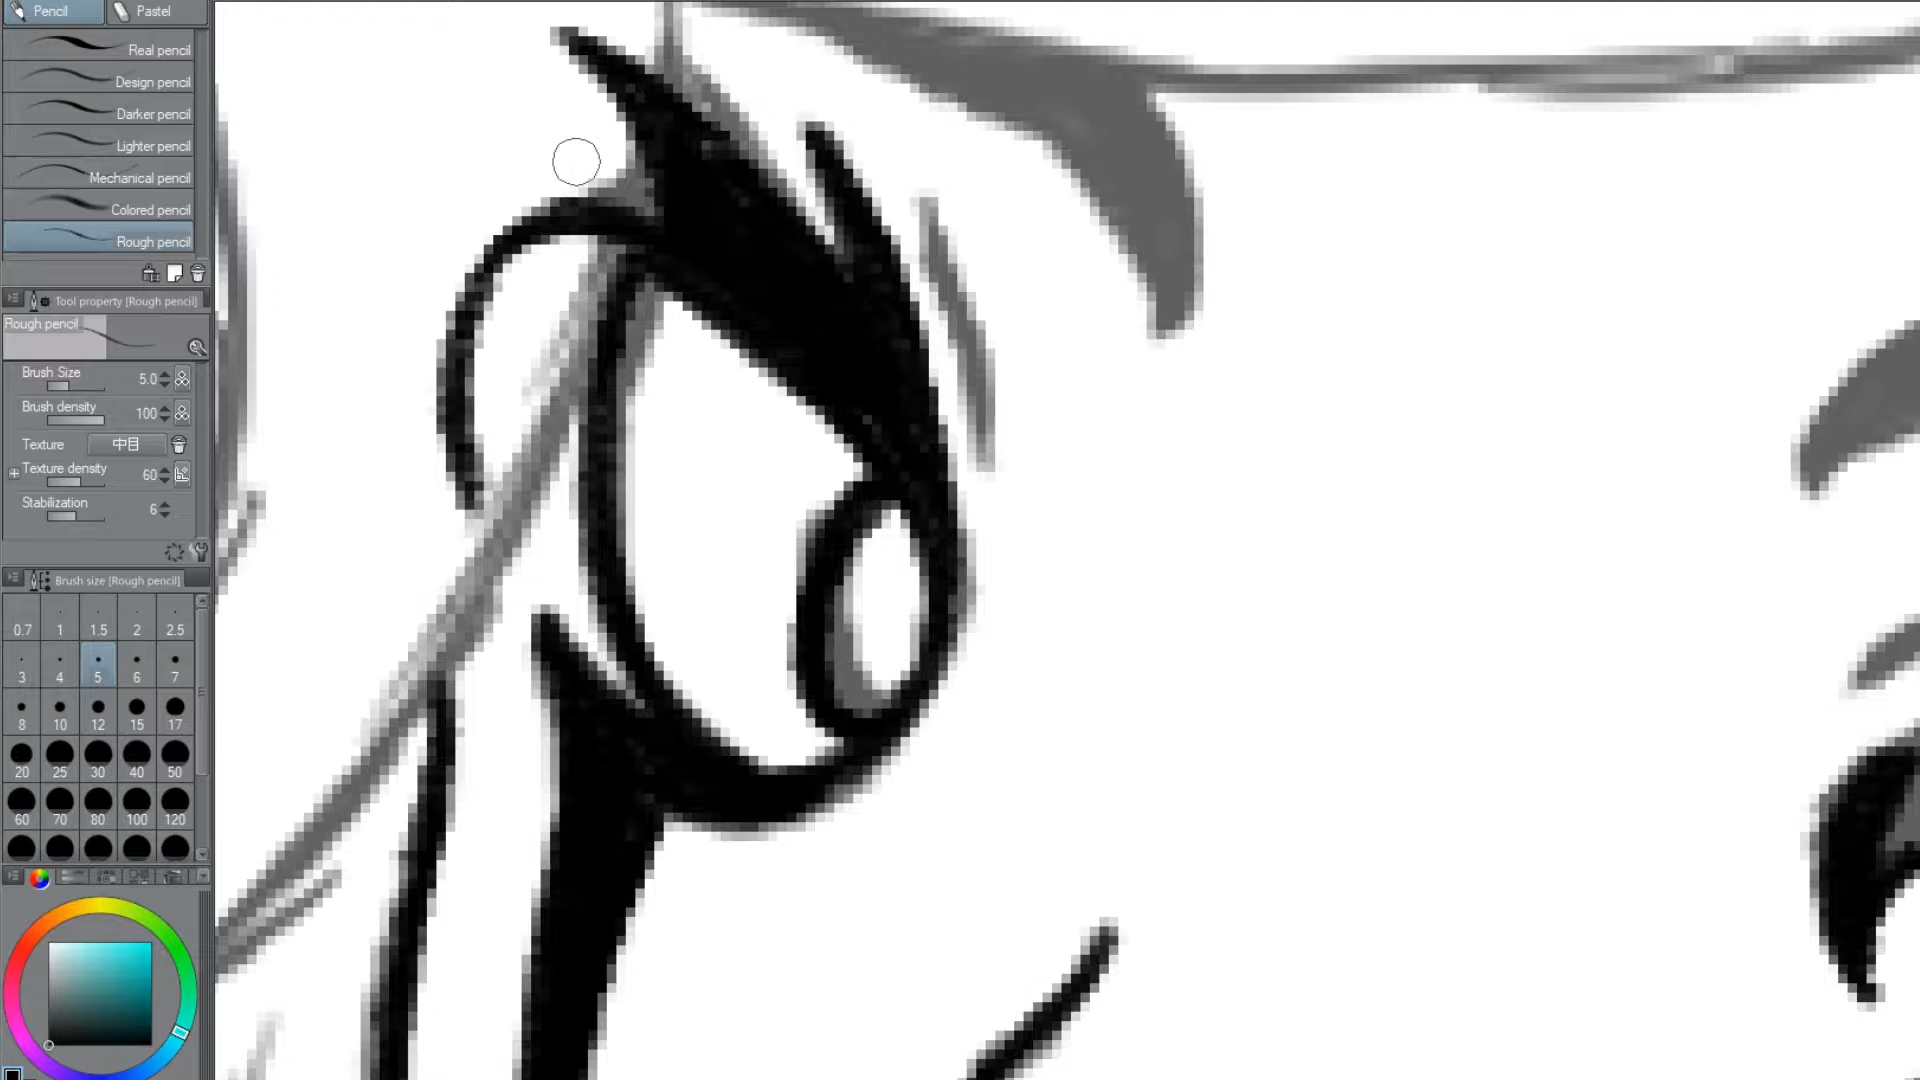 Pencil Pastel
Real pencil
Design pencil
Darker pencil
Lighter pencil
Mechanical pencil
Colored pencil
Rough pencil
Tool property [Rough pencil]
Rough pencil
Brush Size 5.0
Brush density 100
Texture 中目
Texture density 60
Stabilization 6
Brush size [Rough pencil]
0.7 1 1.5 2 2.5
3 4 5 6 7
8 10 12 15 17
20 25 30 40 50
60 70 80 100 120